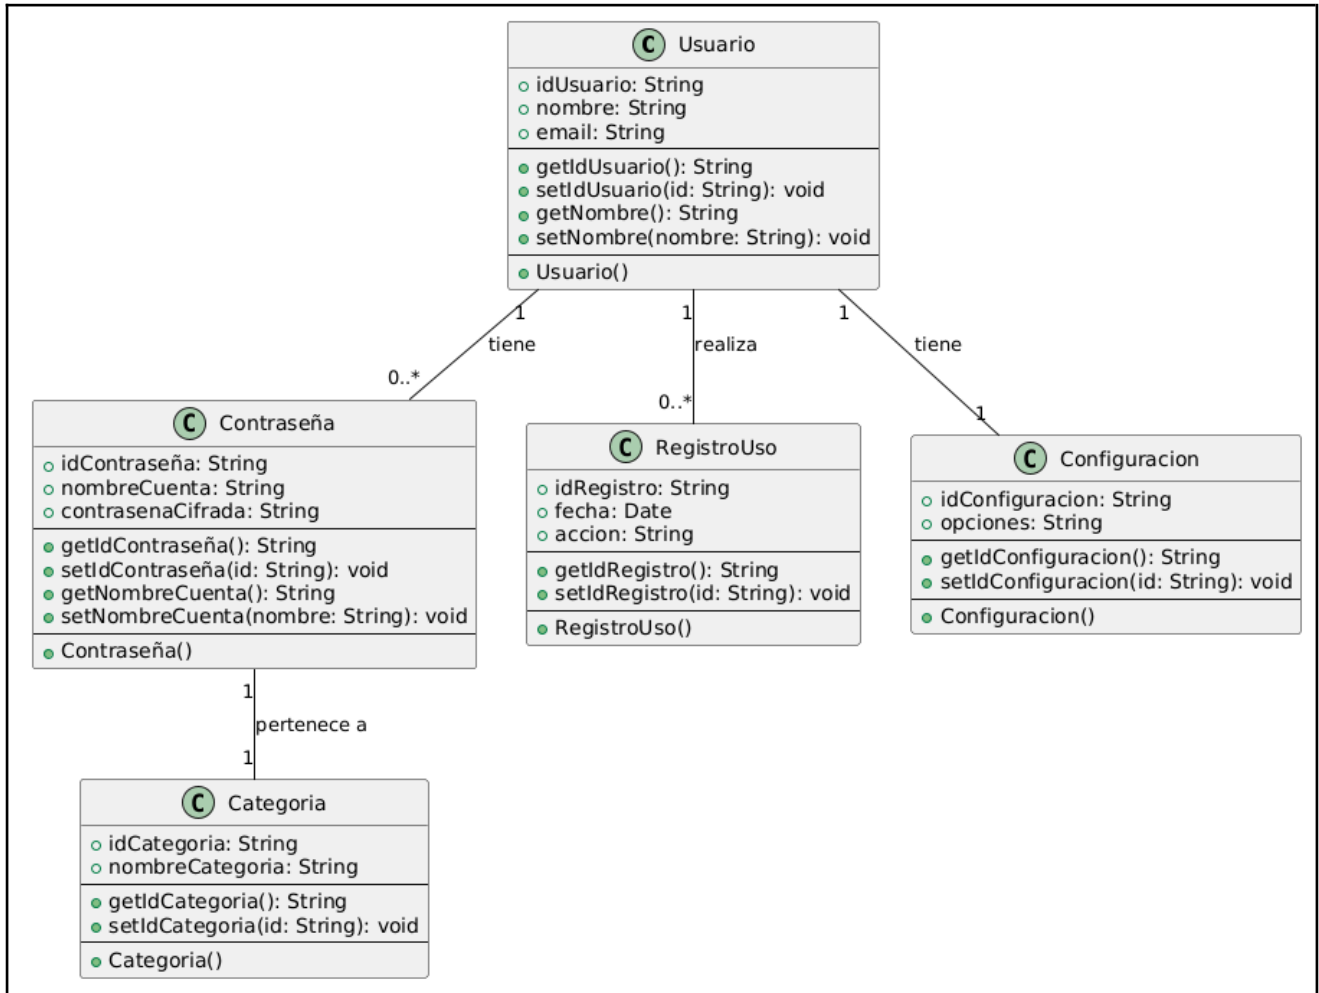 C Usuario
idUsuario: String
nombre: String
email: String
getIdUsuario(): String
setIdUsuario(id: String): void
getNombre(): String
setNombre(nombre: String): void
Usuario()
1
1
1
tiene
realiza
tiene
0..*
0..*
1
C Contraseña
idContraseña: String
nombreCuenta: String
contrasenaCifrada: String
getIdContraseña(): String
setIdContraseña(id: String): void
getNombreCuenta(): String
setNombreCuenta(nombre: String): void
Contraseña()
C RegistroUso
idRegistro: String
fecha: Date
accion: String
getIdRegistro(): String
setIdRegistro(id: String): void
RegistroUso()
C Configuracion
idConfiguracion: String
opciones: String
getIdConfiguracion(): String
setIdConfiguracion(id: String): void
Configuracion()
1
pertenece a
1
C Categoria
idCategoria: String
nombreCategoria: String
getIdCategoria(): String
setIdCategoria(id: String): void
Categoria()